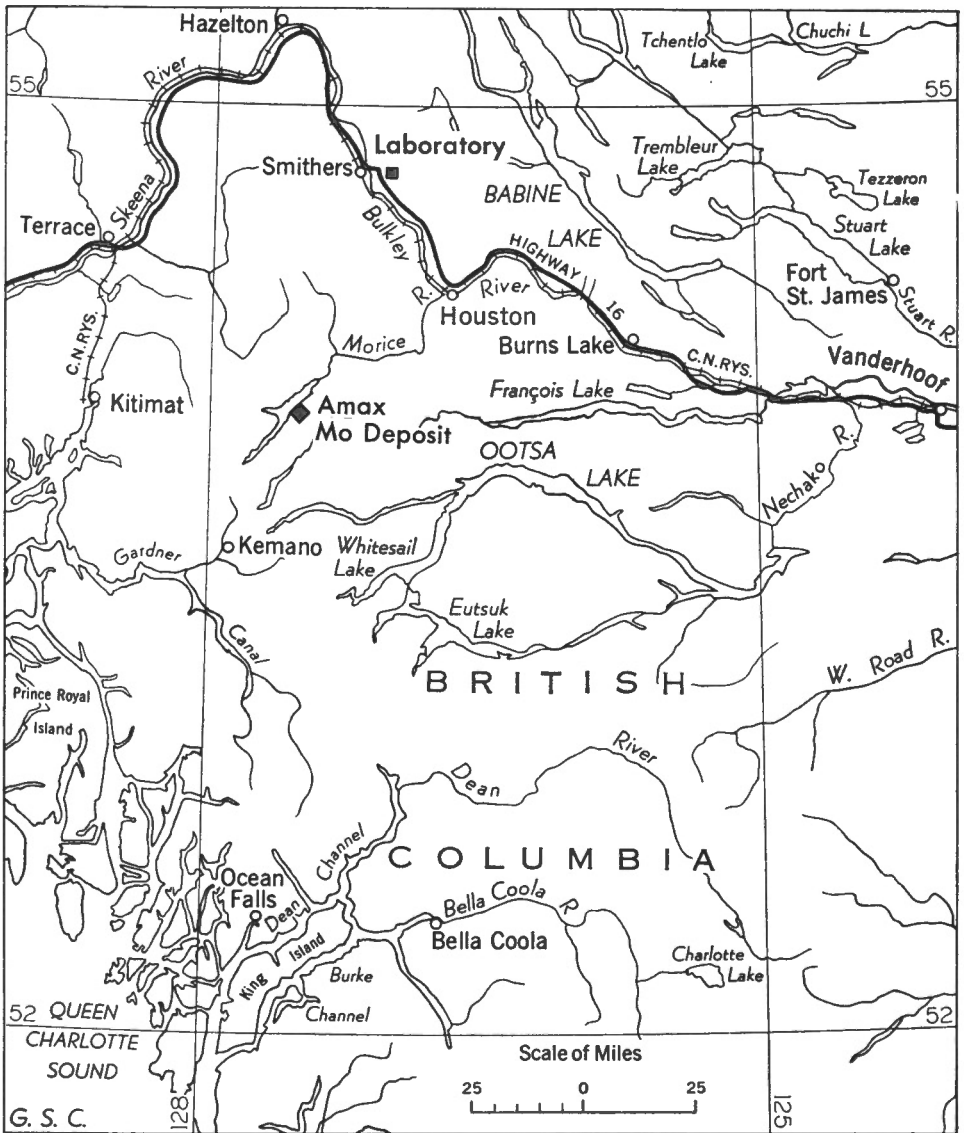 Hazelton
Tchentlo
Lake
Chuchi L
River
55
55
Laboratory
Trembleur
Lake
Smithers
BABINE
Tezzeron
Lake
Skeena
Terrace
Bulkley
LAKE
Stuart
Lake
HIGHWAY 16
Fort
St. James
R.
River
Stuart R.
Houston
C.N.RYS.
Morice
Burns Lake
C.N.RYS.
Vanderhoof
François Lake
Kitimat
Amax
Mo Deposit
OOTSA
LAKE
Nechako R.
Gardner
Kemano
Whitesail
Lake
Eutsuk
Lake
Canal
BRITISH
W. Road R.
Prince Royal
Island
Dean
River
Channel
COLUMBIA
Ocean
Falls
Dean
Bella Coola R
Bella Coola
King
Island
Burke
Channel
Charlotte
Lake
52
QUEEN
CHARLOTTE
SOUND
52
Scale of Miles
25 0 25
128
125
G. S. C.